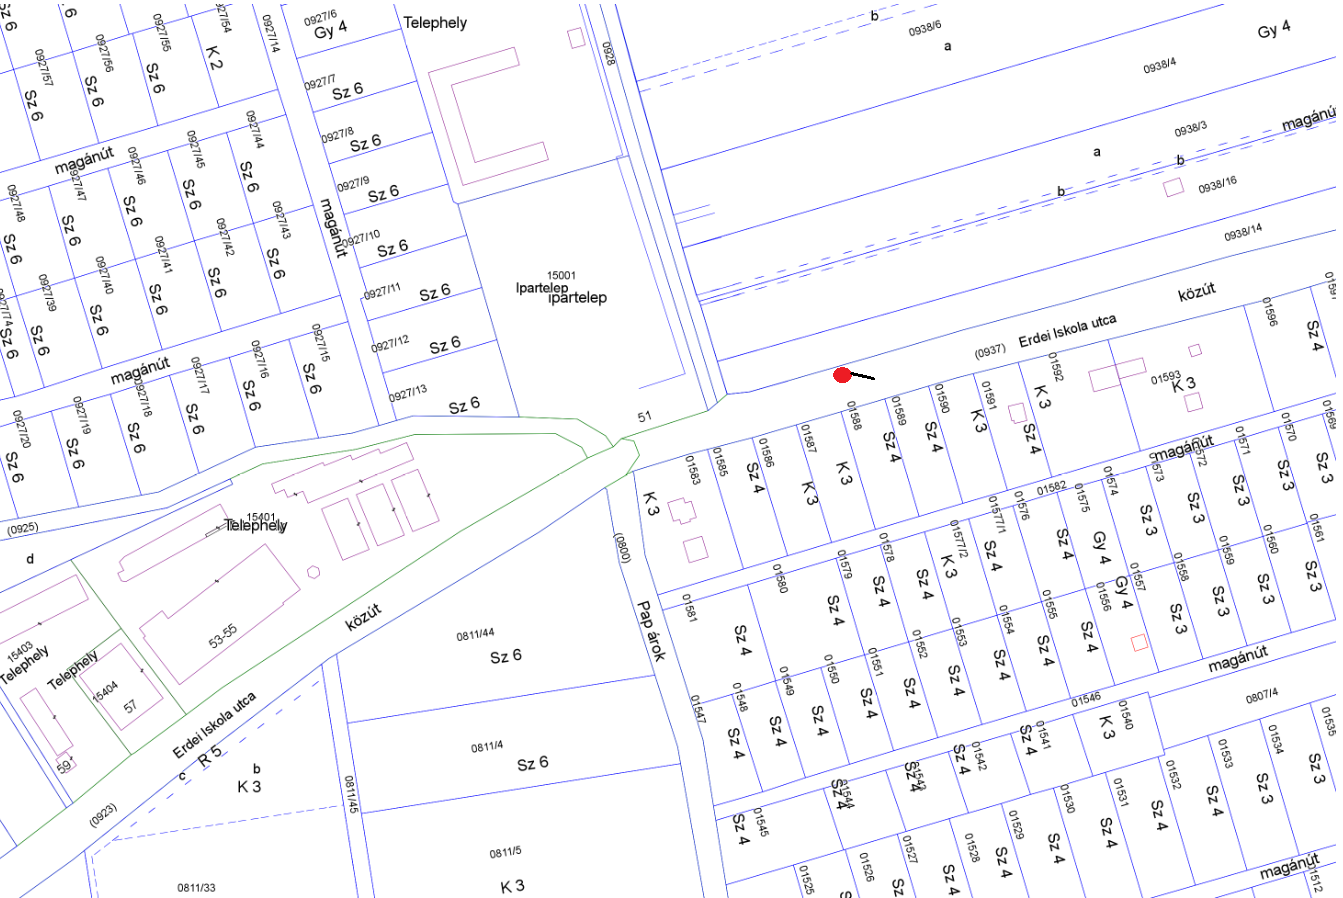 Sz 6
6
0927/55
0927/54
0927/14
0927/6
Gy 4
Telephely
0928
b
0938/6
a
Gy 4
0927/57
0927/56
K 2
Sz 6
Sz 6
Sz 6
0927/7
Sz 6
0938/4
0927/8
Sz 6
0927/44
0927/45
0927/46
0927/47
0927/48
magánút
0938/3
magánú
a
b
b
0938/16
Sz 6
Sz 6
Sz 6
Sz 6
Sz 6
0927/9
Sz 6
magánút
0927/43
0927/42
0927/41
0927/40
0927/39
0927/10
Sz 6
0938/14
Sz 6
Sz 6
Sz 6
Sz 6
Sz 6
0927/74
Sz 6
0927/11
Sz 6
15001
Ipartelep
Ipartelep
közút
Erdei Iskola utca
(0937)
01596
Sz 4
0927/12
Sz 6
0927/15
0927/16
0927/17
0927/18
0927/19
0927/20
magánút
Sz 6
Sz 6
Sz 6
Sz 6
Sz 6
Sz 6
0927/13
Sz 6
51
01592
01593
K 3
K 3
01591
K 3
Sz 4
01590
Sz 4
01589
Sz 4
01588
K 3
01587
K 3
01586
Sz 4
01585
01583
K 3
magánút
01570
01571
01582
01574
01575
01576
01577/1
01577/2
01578
01579
01580
01581
Sz 3
Sz 3
Sz 3
Sz 3
Gy 4
Sz 4
Sz 4
K 3
Sz 4
Sz 4
Sz 4
Sz 4
01561
01560
01559
01558
01557
01556
01555
01554
01553
01552
01551
01550
01549
01548
01547
Sz 3
Sz 3
Sz 3
Sz 3
Gy 4
Sz 4
Sz 4
Sz 4
Sz 4
Sz 4
Sz 4
Sz 4
Sz 4
Sz 4
(0925)
d
15401
Telephely
Telephely
(0800)
Pap árok
53-55
közút
15403
Telephely
Telephely
15404
57
59
Erdei Iskola utca
(0923)
c
R 5
b
K 3
0811/44
Sz 6
0811/4
Sz 6
0811/45
0811/5
K 3
0811/33
magánút
0807/4
01546
01540
K 3
01541
Sz 4
01542
Sz 4
Sz 4
Sz 4
01545
Sz 4
01535
01534
01533
01532
01531
01530
01529
01528
01527
01526
01525
Sz 3
Sz 3
Sz 4
Sz 4
Sz 4
Sz 4
Sz 4
Sz 4
magánút
01512